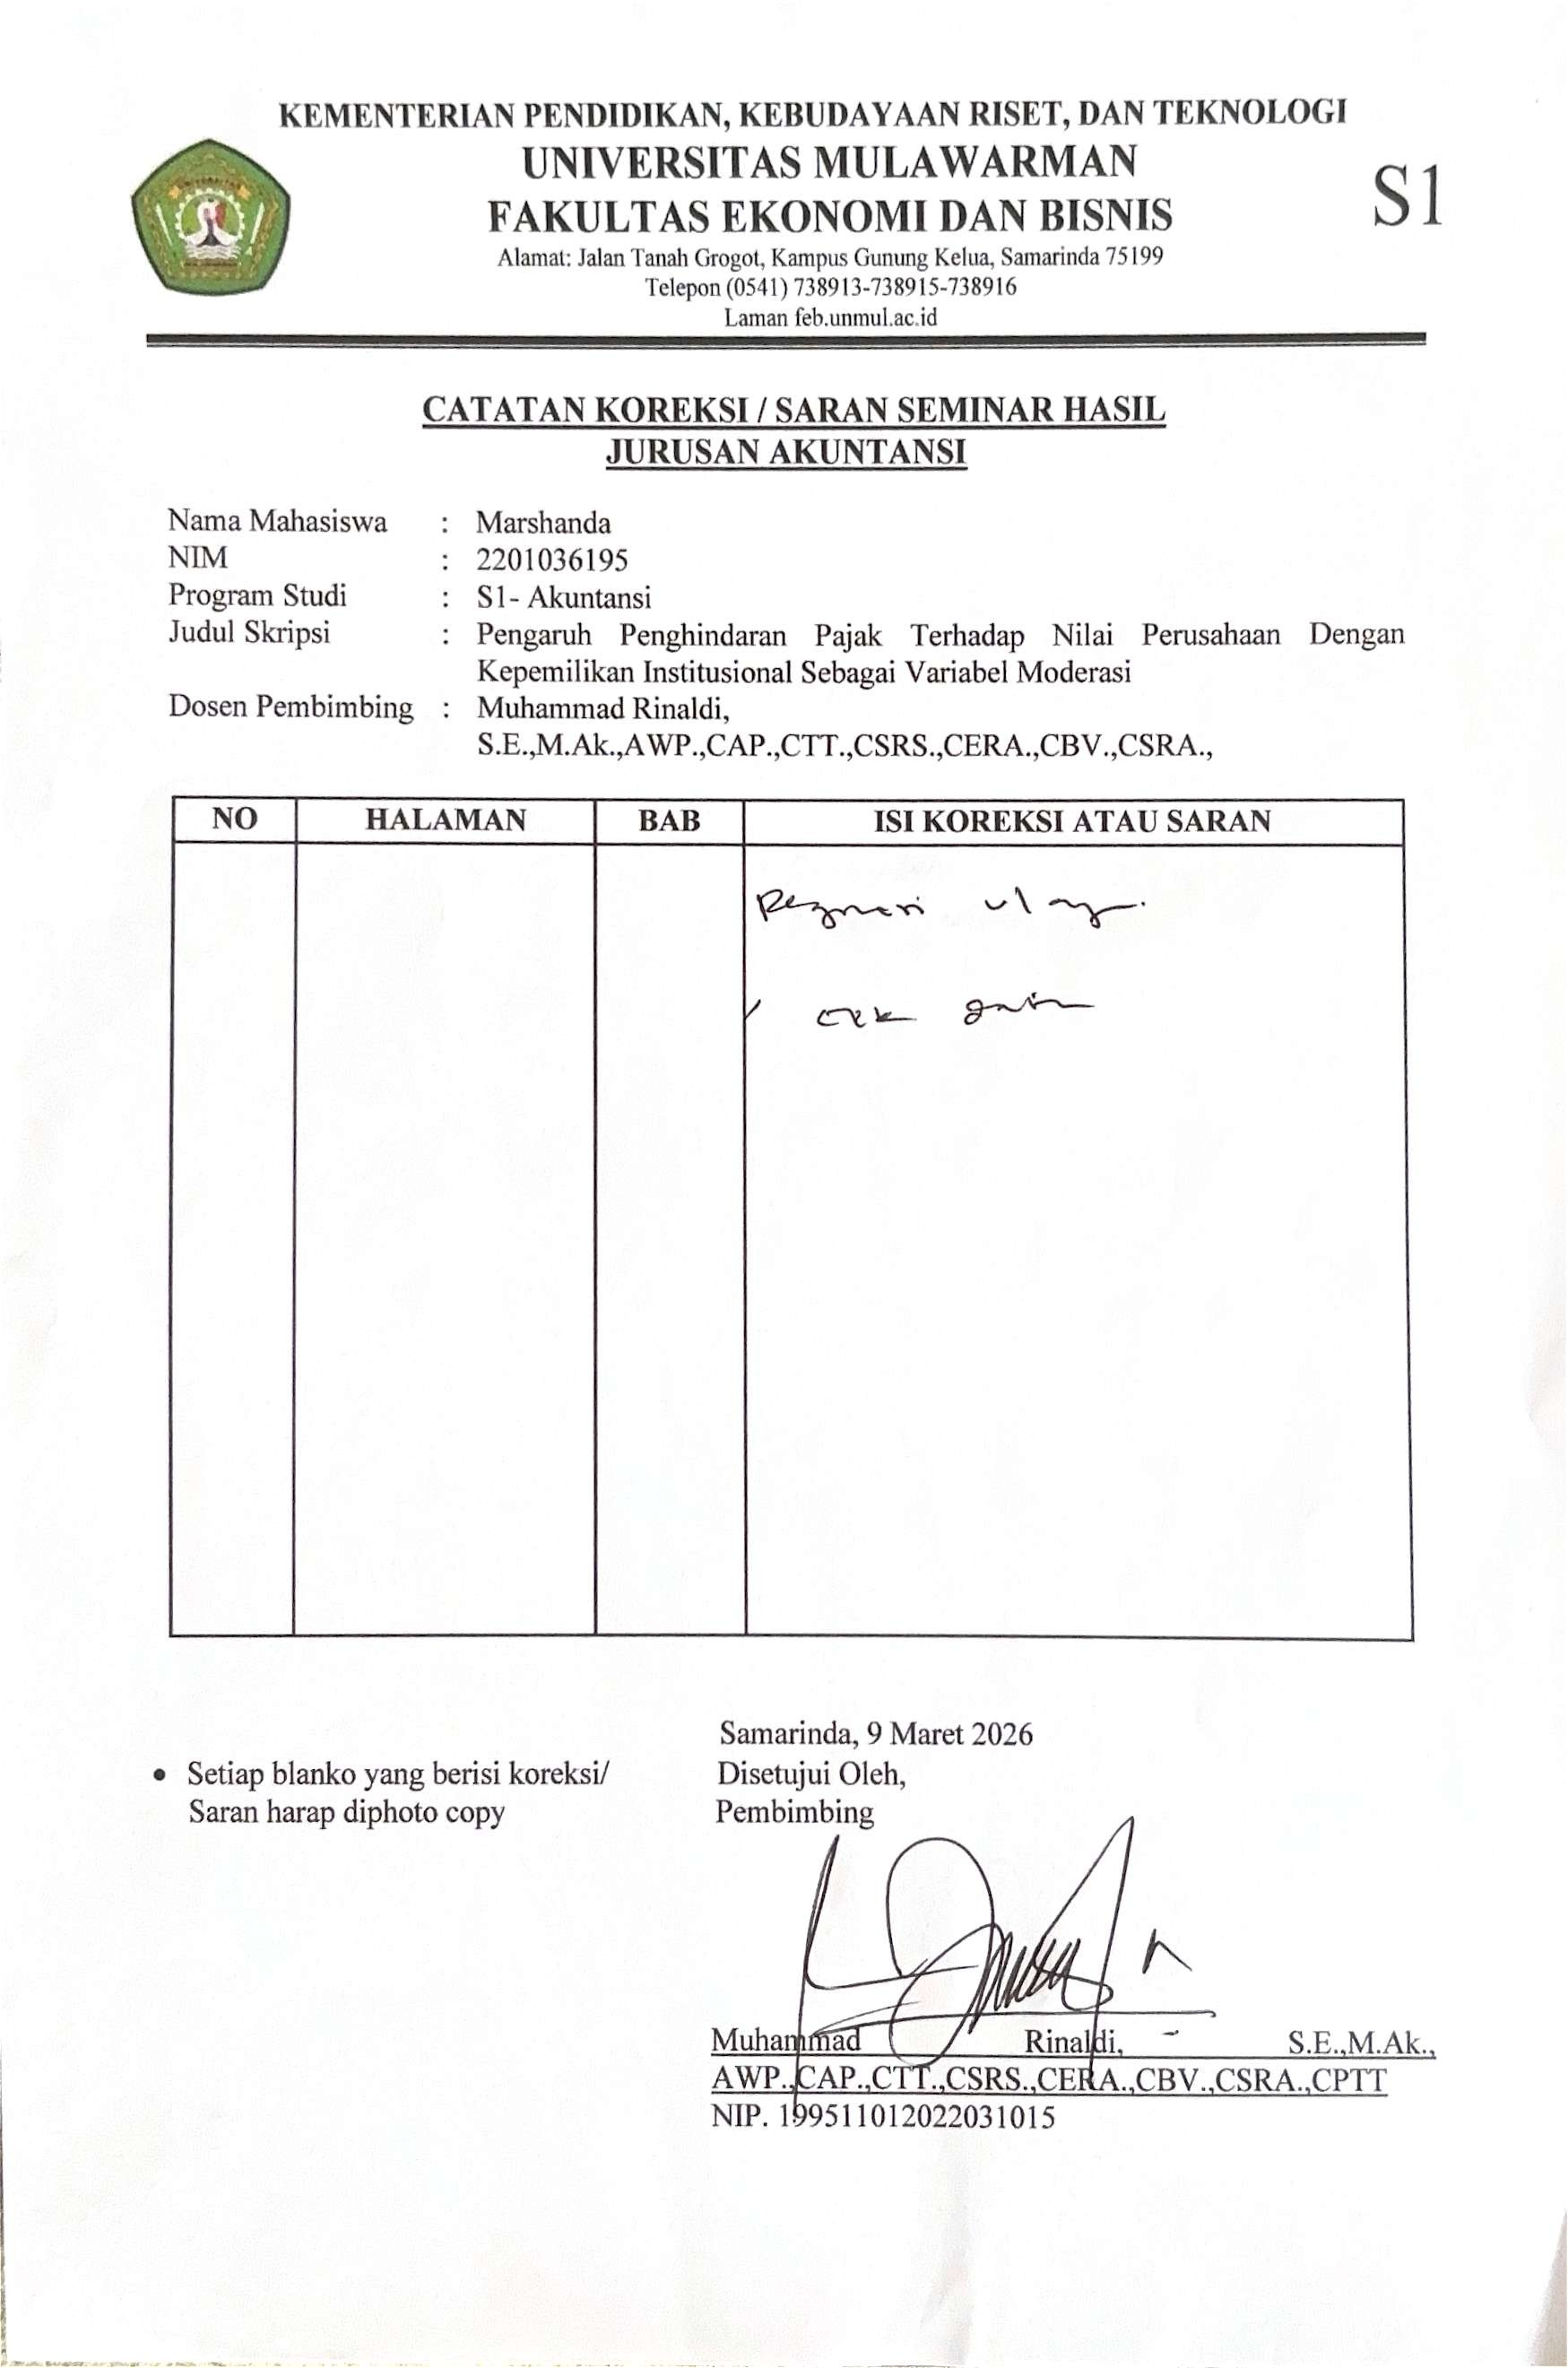 KEMENTERIAN PENDIDIKAN, KEBUDAYAAN RISET, DAN TEKNOLOGI
UNIVERSITAS MULAWARMAN
FAKULTAS EKONOMI DAN BISNIS
S1
Alamat: Jalan Tanah Grogot, Kampus Gunung Kelua, Samarinda 75199
Telepon (0541) 738913-738915-738916
Laman feb.unmul.ac.id
CATATAN KOREKSI / SARAN SEMINAR HASIL
JURUSAN AKUNTANSI
Nama Mahasiswa : Marshanda
NIM : 2201036195
Program Studi : S1- Akuntansi
Judul Skripsi : Pengaruh Penghindaran Pajak Terhadap Nilai Perusahaan Dengan
Kepemilikan Institusional Sebagai Variabel Moderasi
Dosen Pembimbing : Muhammad Rinaldi,
S.E.,M.Ak.,AWP.,CAP.,CTT.,CSRS.,CERA.,CBV.,CSRA.,
NO HALAMAN BAB ISI KOREKSI ATAU SARAN
ulang.
cek
Samarinda, 9 Maret 2026
• Setiap blanko yang berisi koreksi/ Disetujui Oleh,
Saran harap diphoto copy Pembimbing
Muhammad Rinaldi, S.E.,M.Ak.,
AWP.,CAP.,CTT.,CSRS.,CERA.,CBV.,CSRA.,CPTT
NIP. 199511012022031015